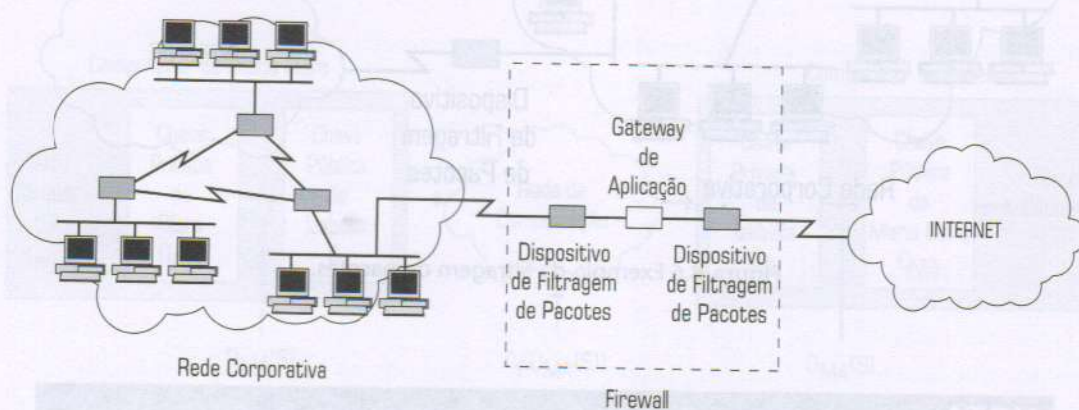 Gateway
de
Aplicação
INTERNET
Dispositivo
de Filtragem
de Pacotes
Dispositivo
de Filtragem
de Pacotes
Rede Corporativa
Firewall